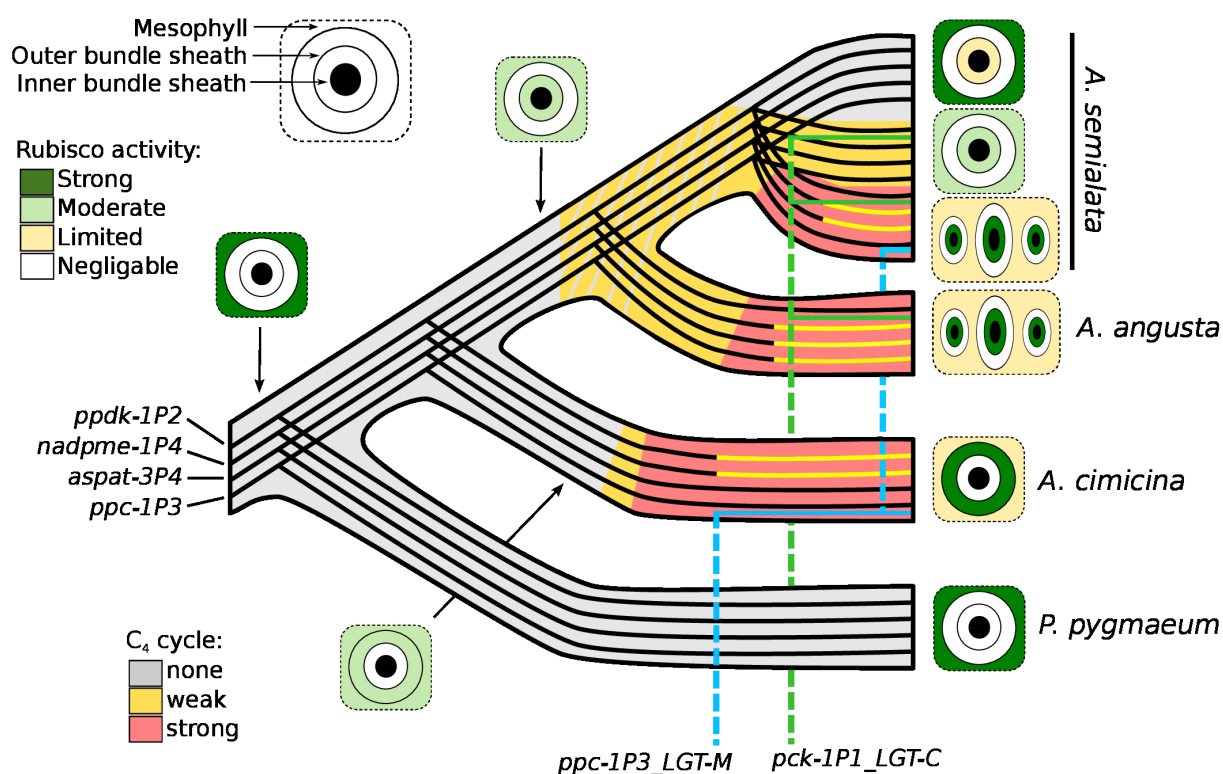 Mesophyll
Outer bundle sheath
Inner bundle sheath
Rubisco activity:
Strong
Moderate
Limited
Negligable
ppdk-1P2
nadpme-1P4
aspat-3P4
ppc-1P3
A. semialata
A. angusta
A. cimicina
P. pygmaeum
C₄ cycle:
none
weak
strong
ppc-1P3_LGT-M
pck-1P1_LGT-C